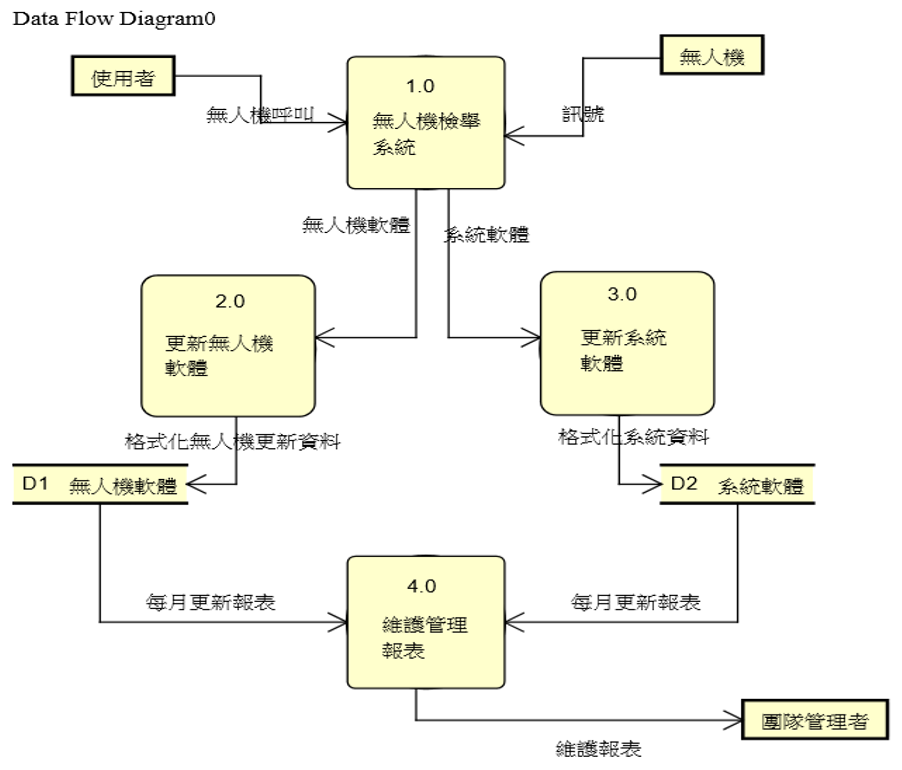 Data Flow Diagram0
使用者
無人機
1.0
無人機檢舉
系統
無人機呼叫
訊號
無人機軟體
系統軟體
2.0
更新無人機
軟體
3.0
更新系統
軟體
格式化無人機更新資料
格式化系統資料
D1 無人機軟體
D2 系統軟體
4.0
維護管理
報表
每月更新報表
每月更新報表
團隊管理者
維護報表